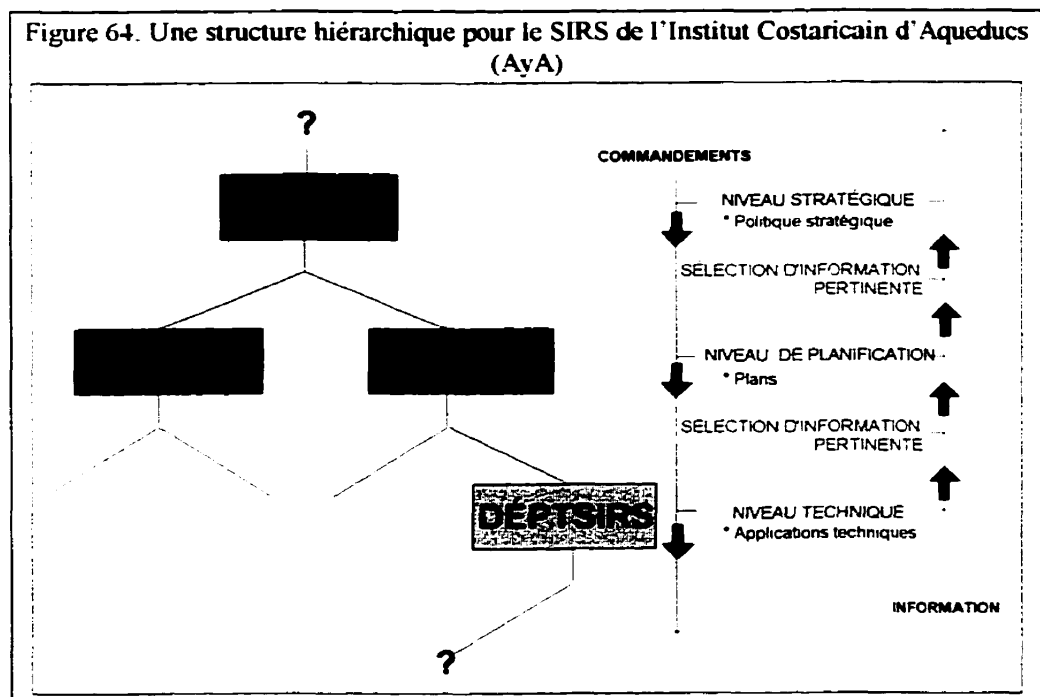 Figure 64. Une structure hiérarchique pour le SIRS de l'Institut Costaricain d'Aqueducs
(AyA)
?
COMMANDEMENTS
NIVEAU STRATÉGIQUE
* Politique stratégique
SÉLECTION D'INFORMATION
PERTINENTE
NIVEAU DE PLANIFICATION
* Plans
SÉLECTION D'INFORMATION
PERTINENTE
DÉPTSIRS
NIVEAU TECHNIQUE
* Applications techniques
INFORMATION
?